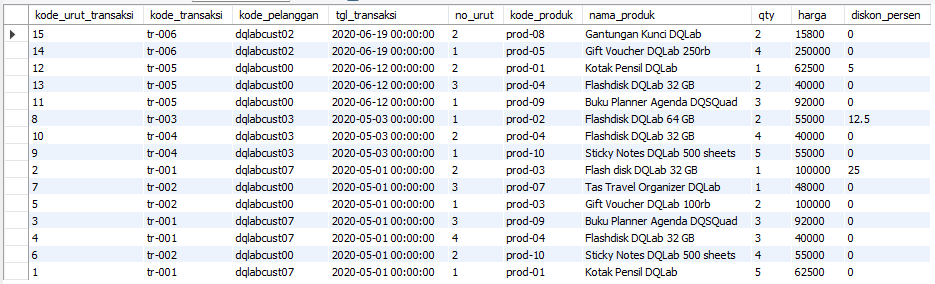 kode_urut_transaksi kode_transaksi kode_pelanggan tgl_transaksi no_urut kode_produk nama_produk qty harga diskon_persen
15 tr-006 dqlabcust02 2020-06-19 00:00:00 2 prod-08 Gantungan Kunci DQLab 2 15800 0
14 tr-006 dqlabcust02 2020-06-19 00:00:00 1 prod-05 Gift Voucher DQLab 250rb 4 250000 0
12 tr-005 dqlabcust00 2020-06-12 00:00:00 2 prod-01 Kotak Pensil DQLab 1 62500 5
13 tr-005 dqlabcust00 2020-06-12 00:00:00 3 prod-04 Flashdisk DQLab 32 GB 2 40000 0
11 tr-005 dqlabcust00 2020-06-12 00:00:00 1 prod-09 Buku Planner Agenda DQSQuad 3 92000 0
8 tr-003 dqlabcust03 2020-05-03 00:00:00 1 prod-02 Flashdisk DQLab 64 GB 2 55000 12.5
10 tr-004 dqlabcust03 2020-05-03 00:00:00 2 prod-04 Flashdisk DQLab 32 GB 4 40000 0
9 tr-004 dqlabcust03 2020-05-03 00:00:00 1 prod-10 Sticky Notes DQLab 500 sheets 5 55000 0
2 tr-001 dqlabcust07 2020-05-01 00:00:00 2 prod-03 Flash disk DQLab 32 GB 1 100000 25
7 tr-002 dqlabcust00 2020-05-01 00:00:00 3 prod-07 Tas Travel Organizer DQLab 1 48000 0
5 tr-002 dqlabcust00 2020-05-01 00:00:00 1 prod-03 Gift Voucher DQLab 100rb 2 100000 0
3 tr-001 dqlabcust07 2020-05-01 00:00:00 3 prod-09 Buku Planner Agenda DQSQuad 3 92000 0
4 tr-001 dqlabcust07 2020-05-01 00:00:00 4 prod-04 Flashdisk DQLab 32 GB 3 40000 0
6 tr-002 dqlabcust00 2020-05-01 00:00:00 2 prod-10 Sticky Notes DQLab 500 sheets 4 55000 0
1 tr-001 dqlabcust07 2020-05-01 00:00:00 1 prod-01 Kotak Pensil DQLab 5 62500 0